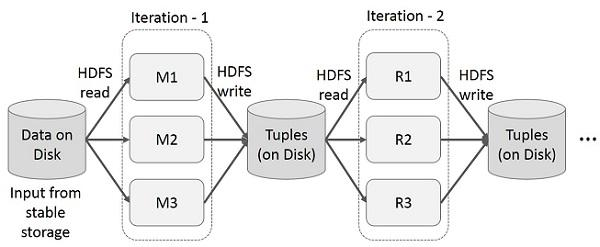 Iteration - 1
Iteration - 2
HDFS
read
M1
HDFS
write
HDFS
read
R1
HDFS
write
Data on
Disk
M2
Tuples
(on Disk)
R2
Tuples
(on Disk)
...
Input from
stable
storage
M3
R3